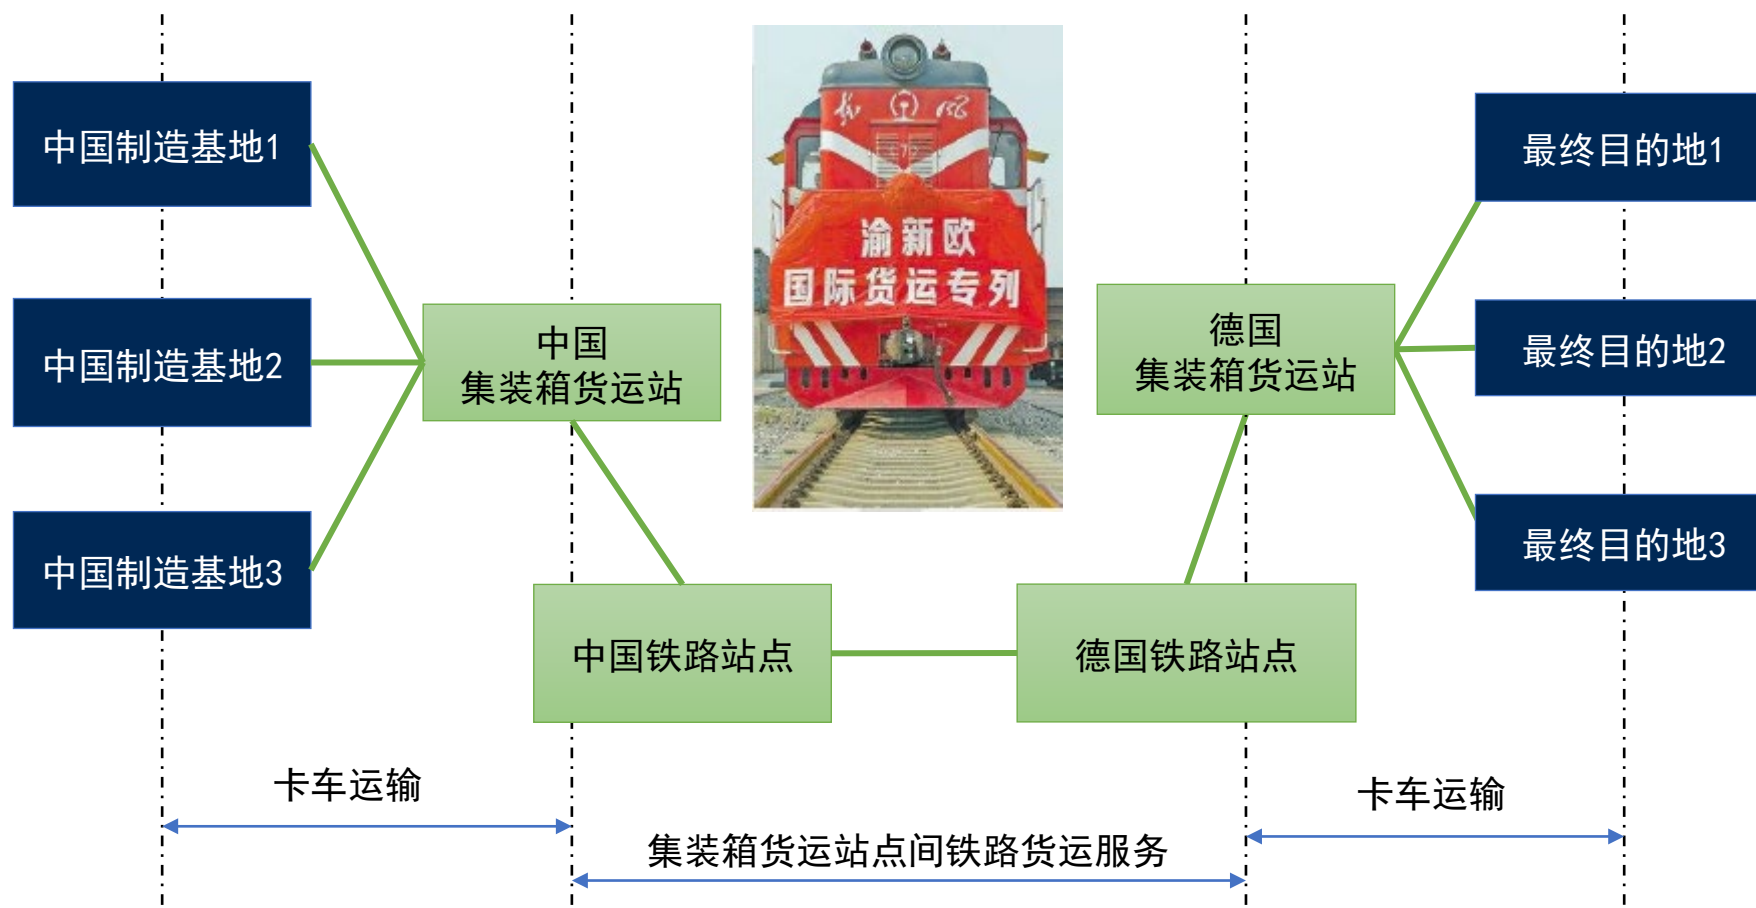 中国制造基地1
中国制造基地2
中国制造基地3
中国
集装箱货运站
渝新欧
国际货运专列
德国
集装箱货运站
最终目的地1
最终目的地2
最终目的地3
中国铁路站点
德国铁路站点
卡车运输
集装箱货运站点间铁路货运服务
卡车运输